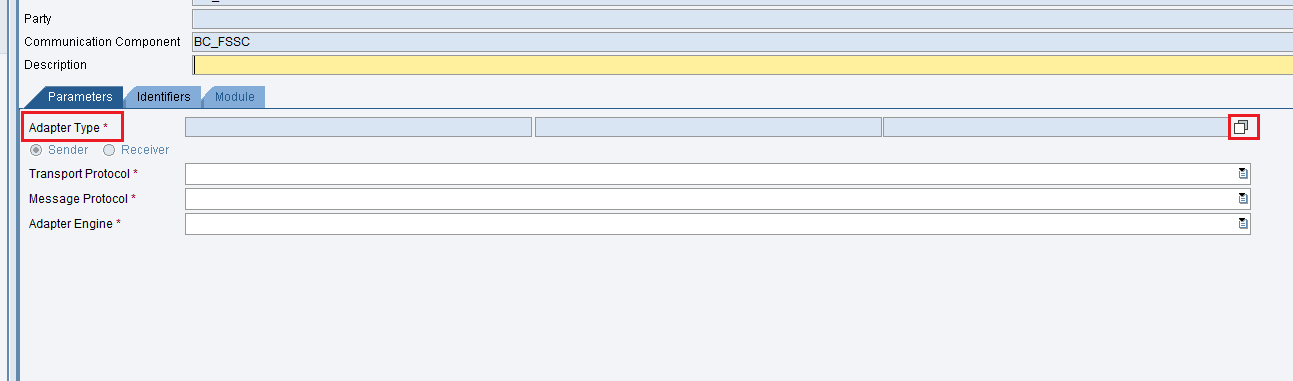 Party
Communication Component BC_FSSC
Description
Parameters Identifiers Module
Adapter Type *
Sender Receiver
Transport Protocol *
Message Protocol *
Adapter Engine *